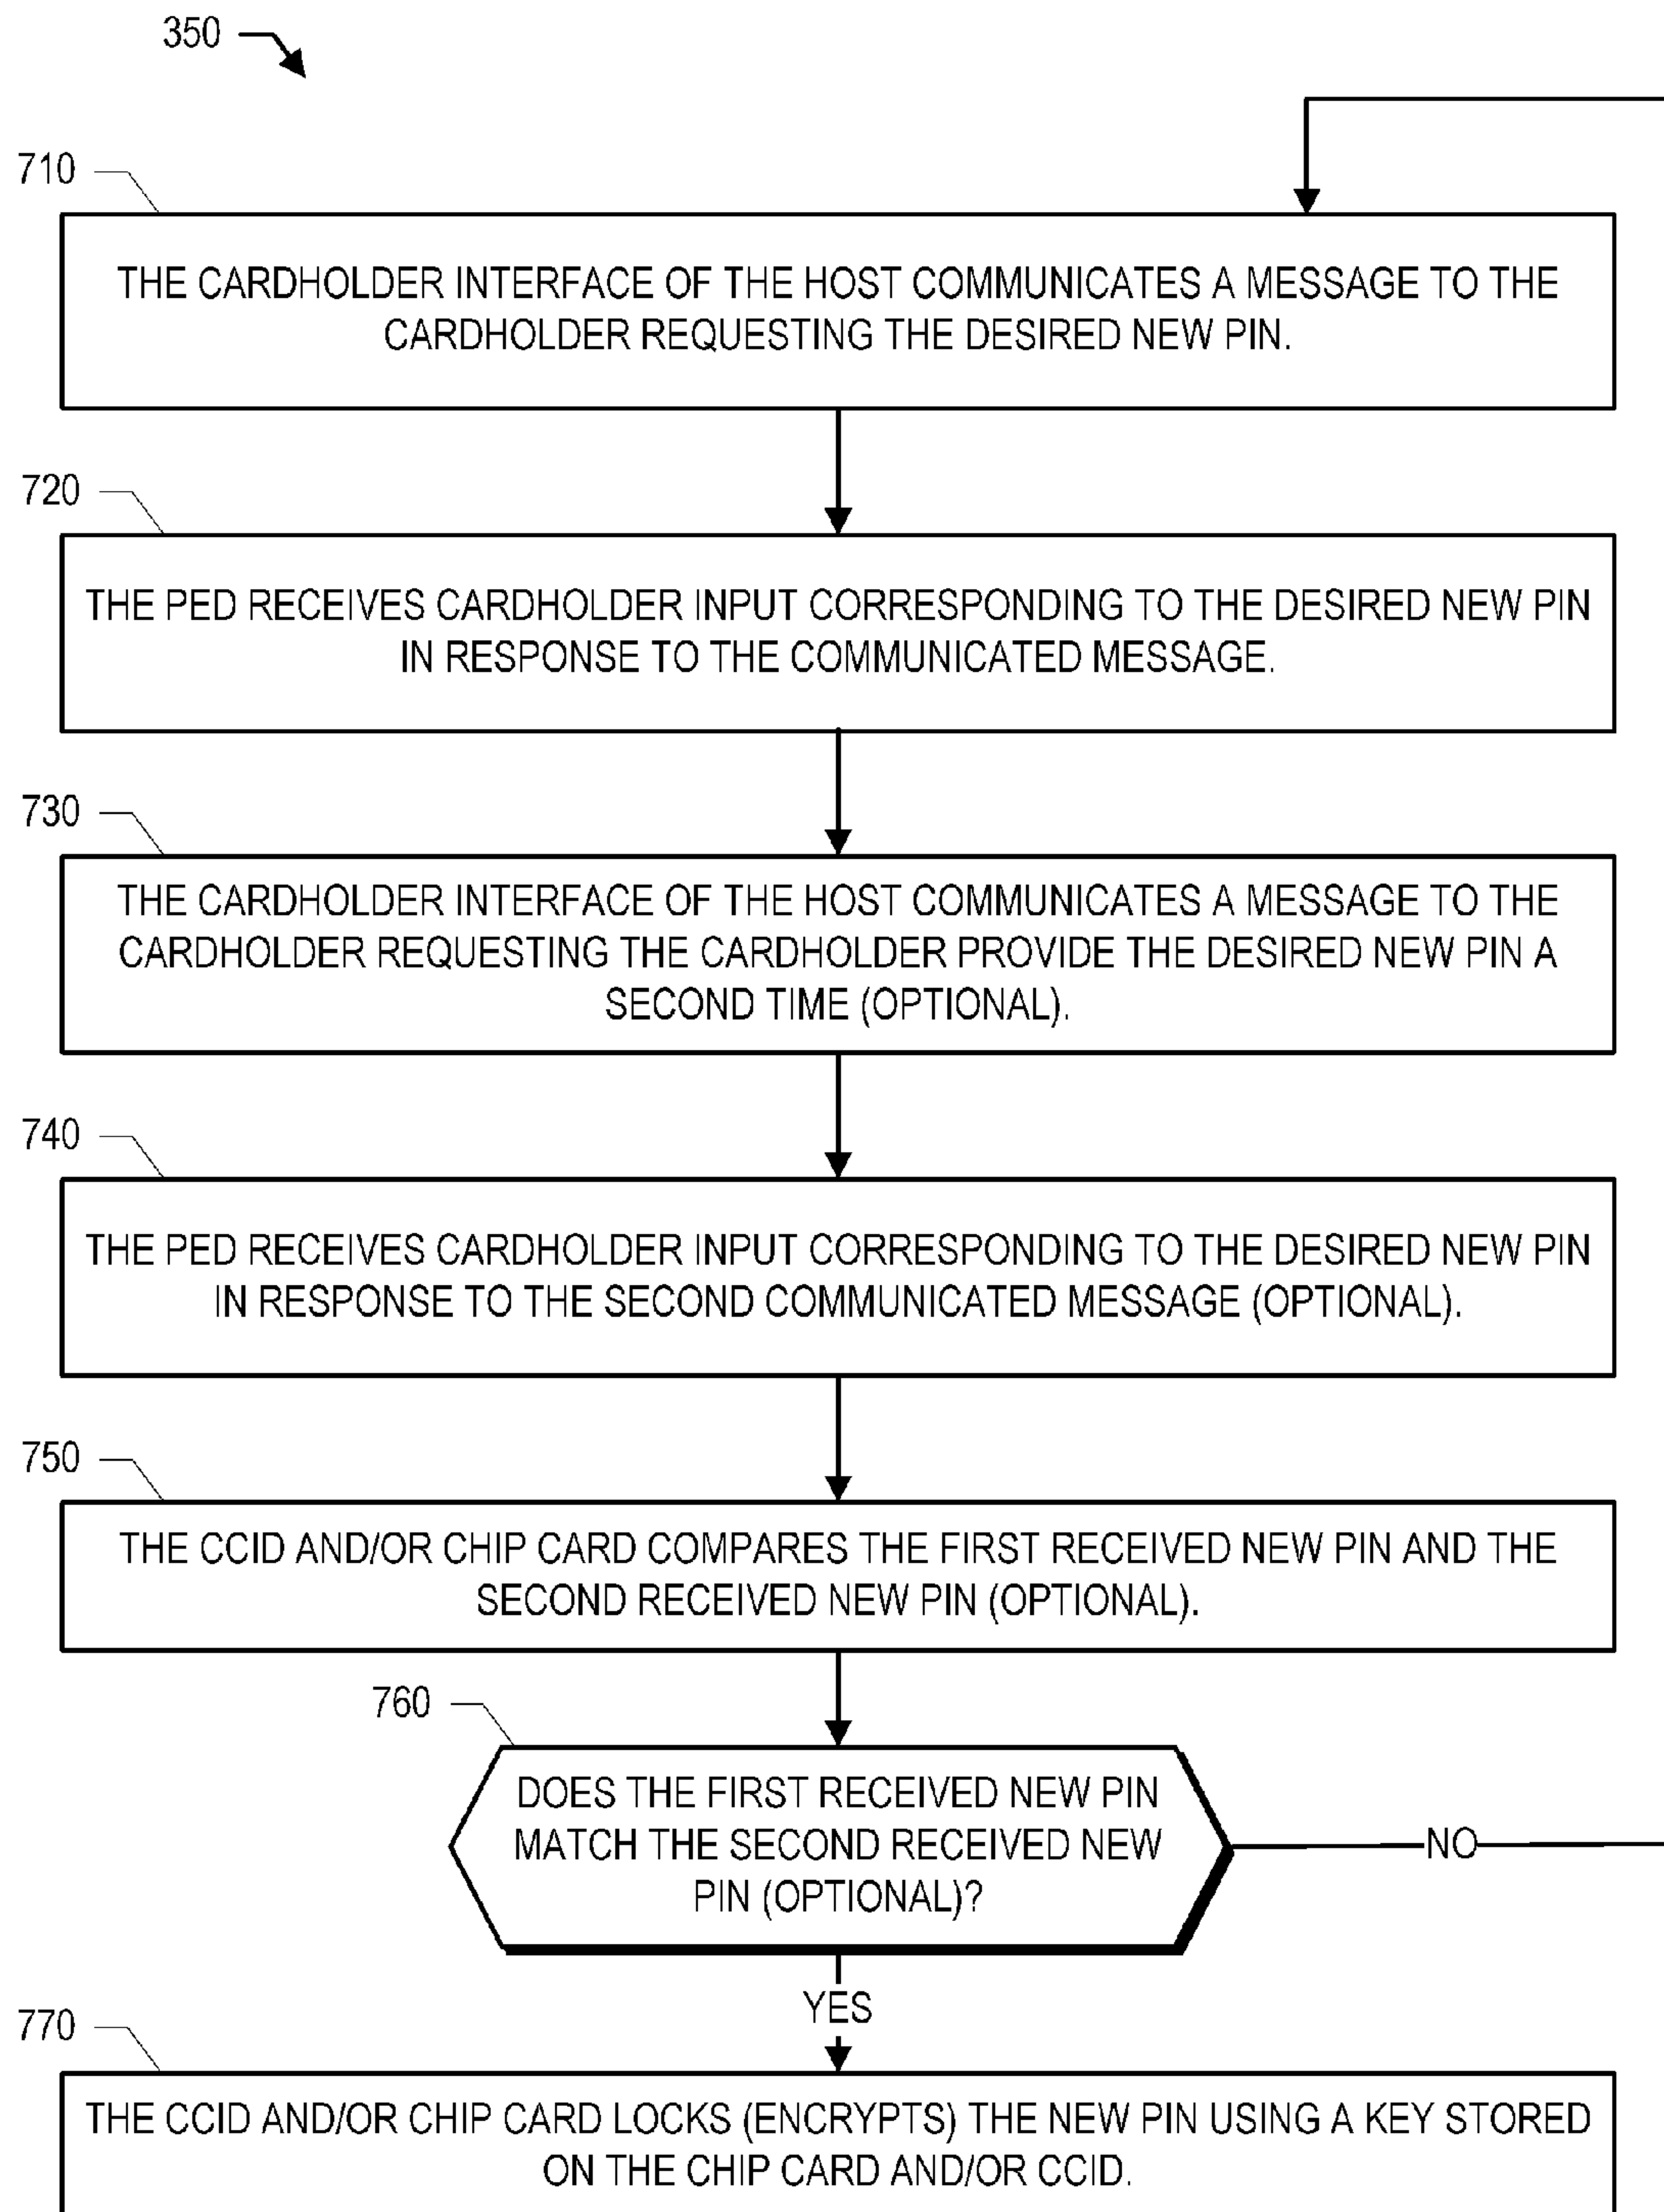 350
710
THE CARDHOLDER INTERFACE OF THE HOST COMMUNICATES A MESSAGE TO THE
CARDHOLDER REQUESTING THE DESIRED NEW PIN.
720
THE PED RECEIVES CARDHOLDER INPUT CORRESPONDING TO THE DESIRED NEW PIN
IN RESPONSE TO THE COMMUNICATED MESSAGE.
730
THE CARDHOLDER INTERFACE OF THE HOST COMMUNICATES A MESSAGE TO THE
CARDHOLDER REQUESTING THE CARDHOLDER PROVIDE THE DESIRED NEW PIN A
SECOND TIME (OPTIONAL).
740
THE PED RECEIVES CARDHOLDER INPUT CORRESPONDING TO THE DESIRED NEW PIN
IN RESPONSE TO THE SECOND COMMUNICATED MESSAGE (OPTIONAL).
750
THE CCID AND/OR CHIP CARD COMPARES THE FIRST RECEIVED NEW PIN AND THE
SECOND RECEIVED NEW PIN (OPTIONAL).
760
DOES THE FIRST RECEIVED NEW PIN
MATCH THE SECOND RECEIVED NEW
PIN (OPTIONAL)?
NO
YES
770
THE CCID AND/OR CHIP CARD LOCKS (ENCRYPTS) THE NEW PIN USING A KEY STORED
ON THE CHIP CARD AND/OR CCID.